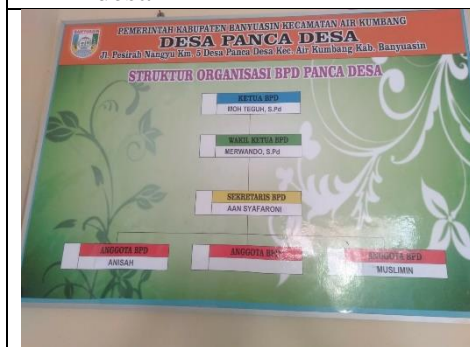 PEMERINTAH KABUPATEN BANYUASIN KECAMATAN AIR KUMBANG
DESA PANCA DESA
Jl. Pesirah Nangyu Km. 5 Desa Panca Desa Kec. Air Kumbang Kab. Banyuasin
STRUKTUR ORGANISASI BPD PANCA DESA
KETUA BPD
MOH TEGUH, S.Pd
WAKIL KETUA BPD
MERWANDO, S.Pd
SEKRETARIS BPD
AAN SYAFARONI
ANGGOTA BPD
ANISAH
ANGGOTA BPD
ANGGOTA BPD
MUSLIMIN